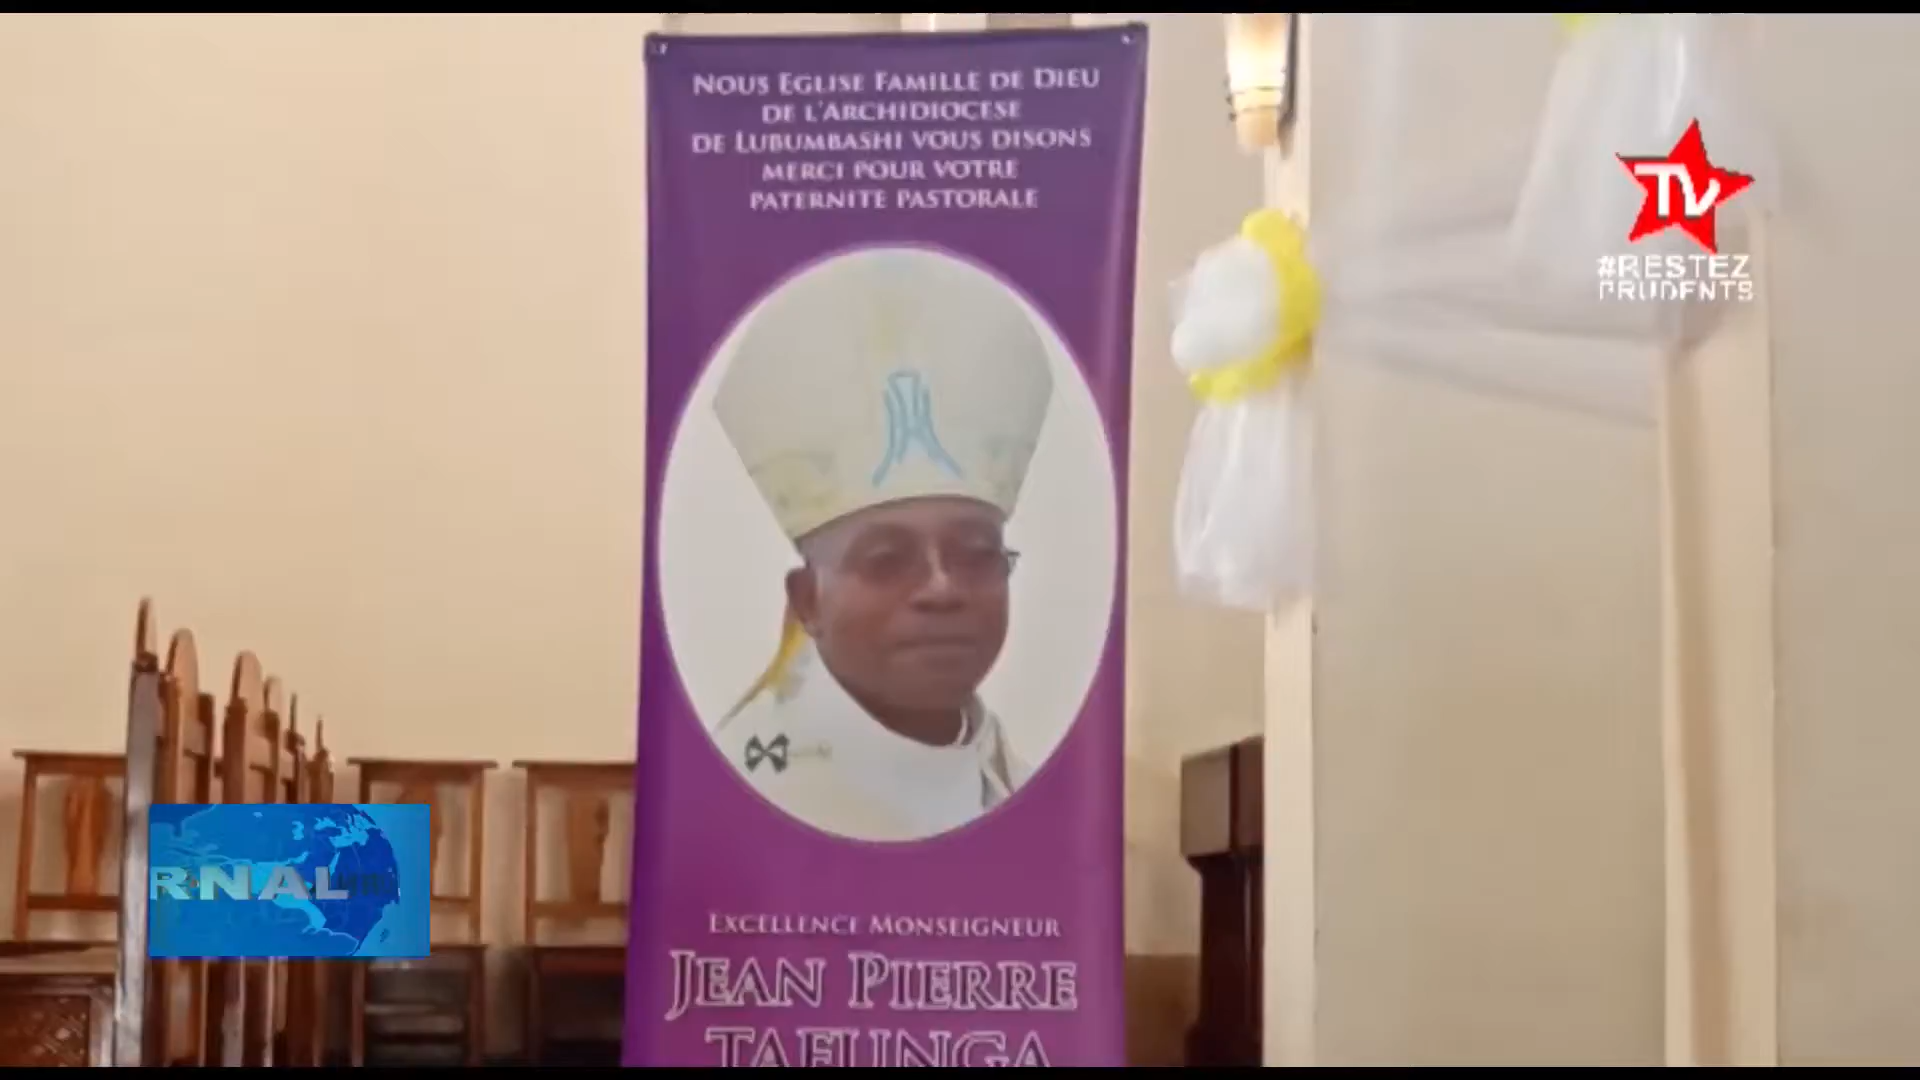 NOUS EGLISE FAMILLE DE DIEU
DE L'ARCHIDIOCESE
DE LUBUMBASHI VOUS DISONS
MERCI POUR VOTRE
PATERNITE PASTORALE
TV
#RESTEZ
PRUDENTS
RNAL
EXCELLENCE MONSEIGNEUR
JEAN PIERRE
TAFUNGA